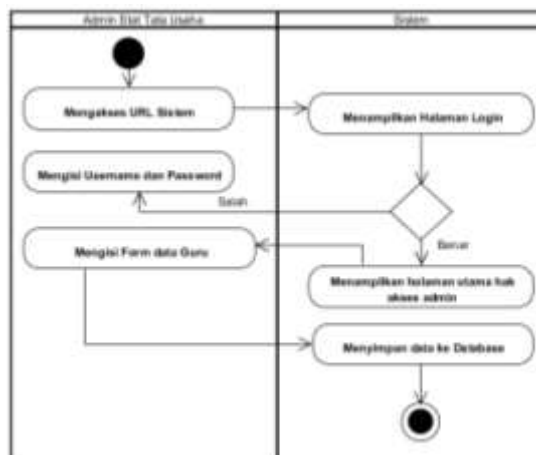 Admin Staf Tata Usaha
Sistem
Mengakses URL Sistem
Menampilkan Halaman Login
Mengisi Username dan Password
Salah
Benar
Mengisi Form data Guru
Menampilkan halaman utama hak
akses admin
Menyimpan data ke Database